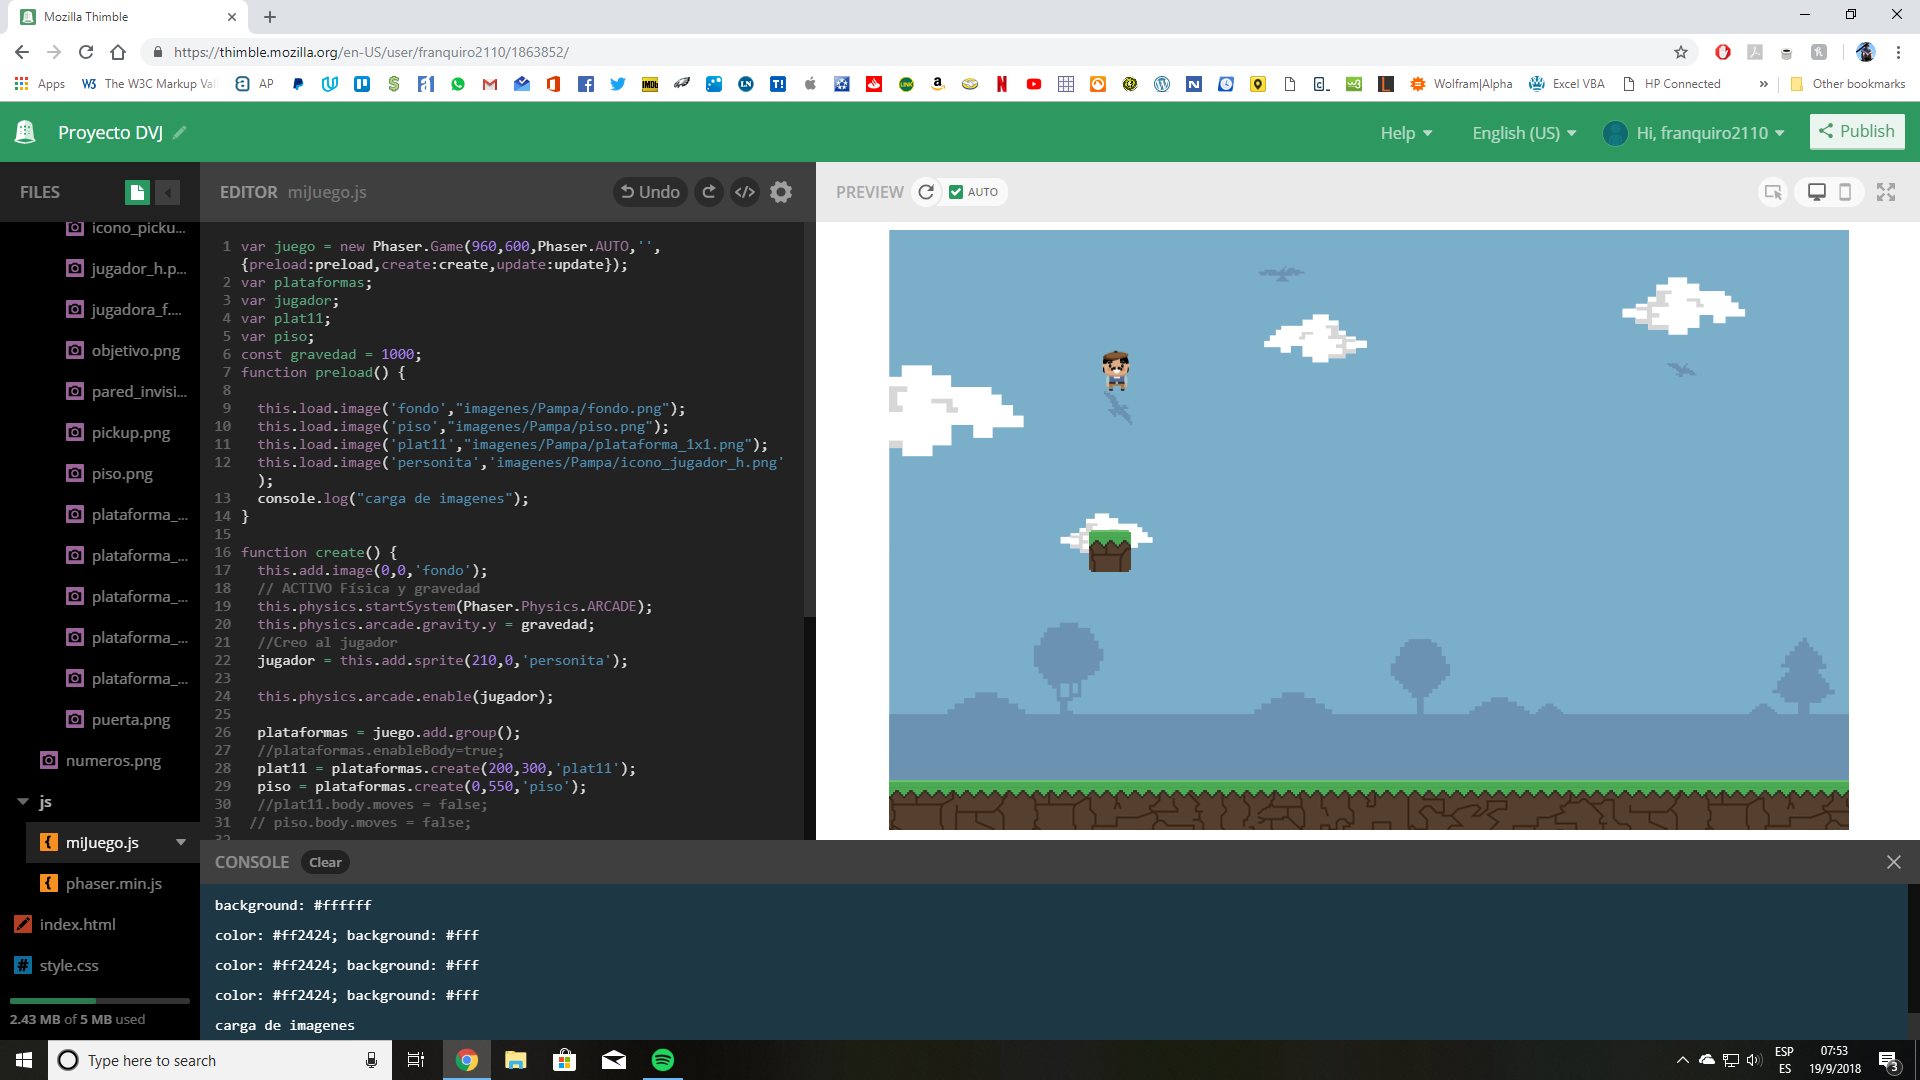 Mozilla Thimble
https://thimble.mozilla.org/en-US/user/franquiro2110/1863852/
Apps
The W3C Markup Va
AP
Wolfram|Alpha
Excel VBA
HP Connected
Other bookmarks
Proyecto DVJ
Help
English (US)
Hi, franquiro2110
Publish
FILES
EDITOR miJuego.js
Undo
PREVIEW
AUTO
icono_picku...
jugador_h.p...
jugadora_f....
objetivo.png
pared_invisi...
pickup.png
piso.png
plataforma_...
plataforma_...
plataforma_...
plataforma_...
plataforma_...
puerta.png
numeros.png
js
miJuego.js
phaser.min.js
index.html
style.css
2.43 MB of 5 MB used
1 var juego = new Phaser.Game(960,600,Phaser.AUTO,'',
{preload:preload,create:create,update:update});
2 var plataformas;
3 var jugador;
4 var plat11;
5 var piso;
6 const gravedad = 1000;
7 function preload() {
8
9 this.load.image('fondo',"imagenes/Pampa/fondo.png");
10 this.load.image('piso',"imagenes/Pampa/piso.png");
11 this.load.image('plat11',"imagenes/Pampa/plataforma_1x1.png");
12 this.load.image('personita','imagenes/Pampa/icono_jugador_h.png'
);
13 console.log("carga de imagenes");
14 }
15
16 function create() {
17 this.add.image(0,0,'fondo');
18 // ACTIVO Física y gravedad
19 this.physics.startSystem(Phaser.Physics.ARCADE);
20 this.physics.arcade.gravity.y = gravedad;
21 //Creo al jugador
22 jugador = this.add.sprite(210,0,'personita');
23
24 this.physics.arcade.enable(jugador);
25
26 plataformas = juego.add.group();
27 //plataformas.enableBody=true;
28 plat11 = plataformas.create(200,300,'plat11');
29 piso = plataformas.create(0,550,'piso');
30 //plat11.body.moves = false;
31 // piso.body.moves = false;
32
CONSOLE
Clear
background: #ffffff
color: #ff2424; background: #fff
color: #ff2424; background: #fff
color: #ff2424; background: #fff
carga de imagenes
Type here to search
ESP
ES
07:53
19/9/2018
3